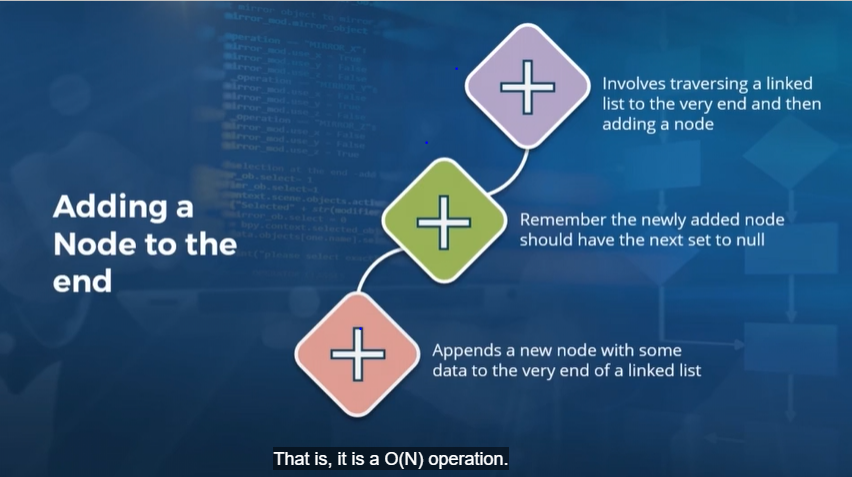 Involves traversing a linked
list to the very end and then
adding a node
Adding a
Node to the
end
Remember the newly added node
should have the next set to null
Appends a new node with some
data to the very end of a linked list
That is, it is a O(N) operation.